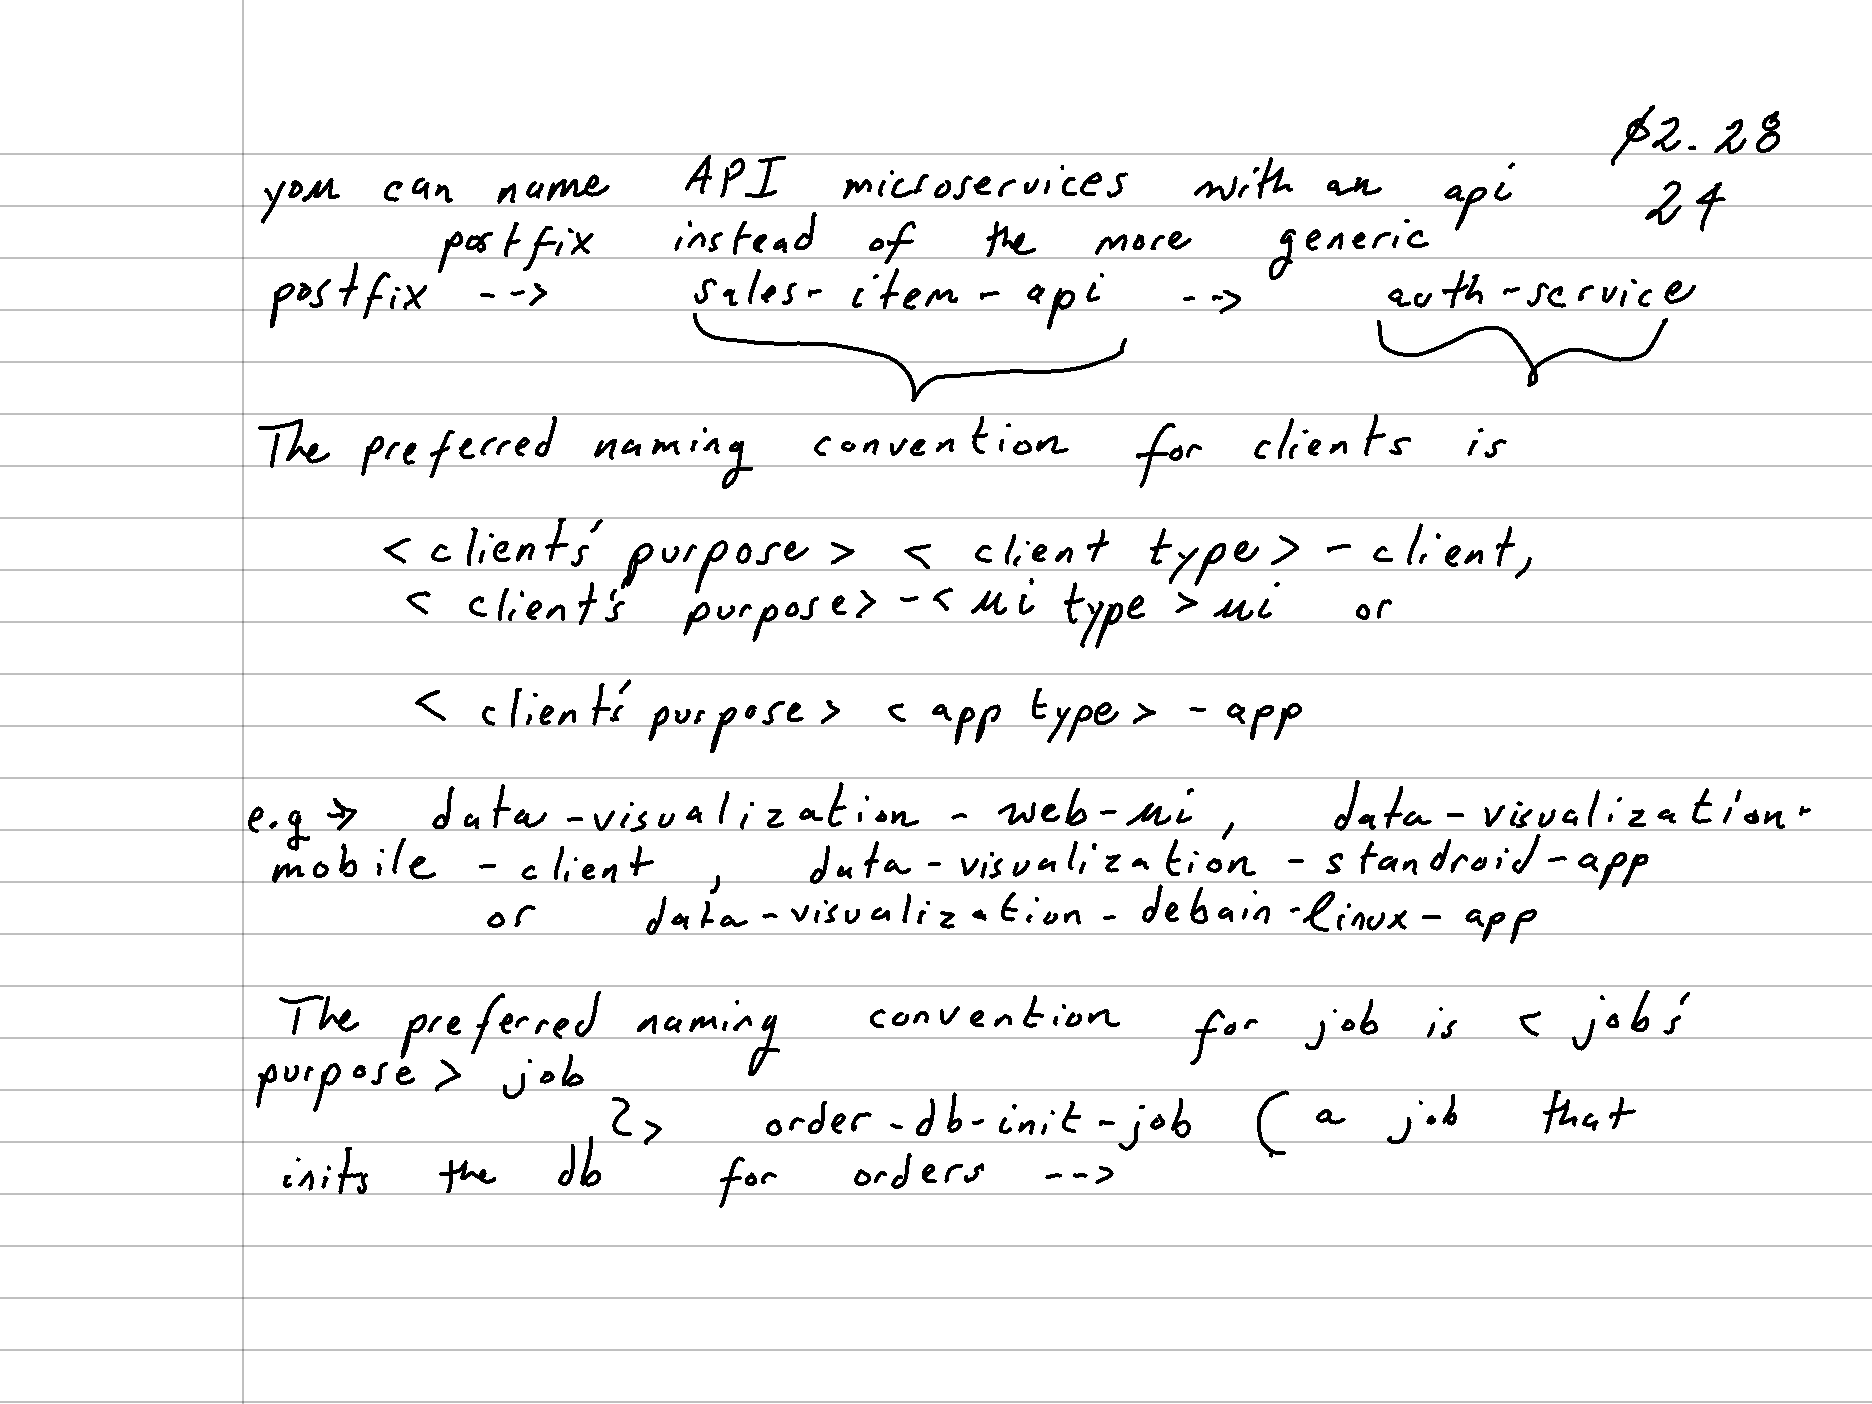 02.28
24
you can name API microservices with an api
postfix instead of the more generic
postfix --> sales-item-api --> auth-service
The preferred naming convention for clients is
<client's purpose> <client type>-client,
<client's purpose>-<ui type>ui or
<client's purpose> <app type>-app
e.g → data-visualization-web-ui, data-visualization-
mobile-client, data-visualization-standroid-app
or data-visualization-debain-linux-app
The preferred naming convention for job is <job's
purpose> job
↳> order-db-init-job (a job that
inits the db for orders -->